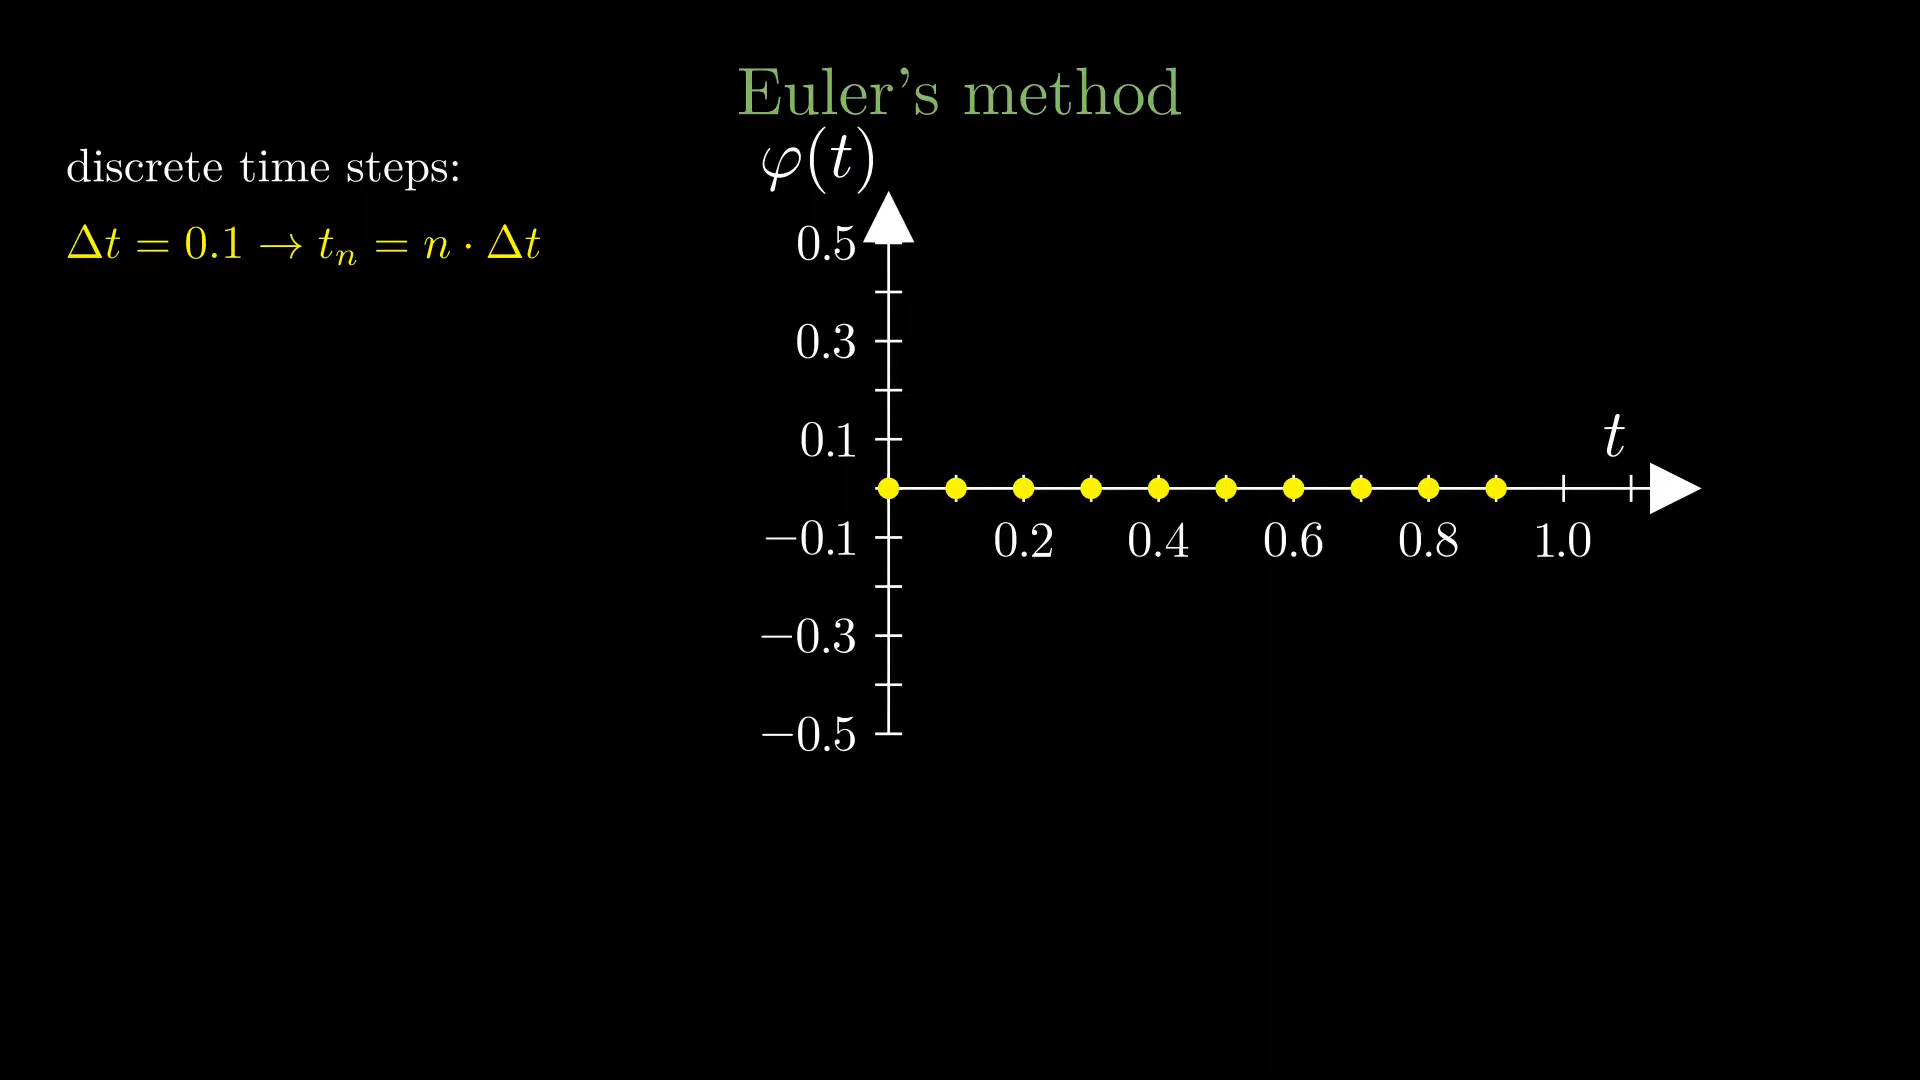 Euler's method
discrete time steps:
Δt = 0.1 → tₙ = n · Δt
φ(t)
0.5
0.3
0.1
t
−0.1
0.2 0.4 0.6 0.8 1.0
−0.3
−0.5